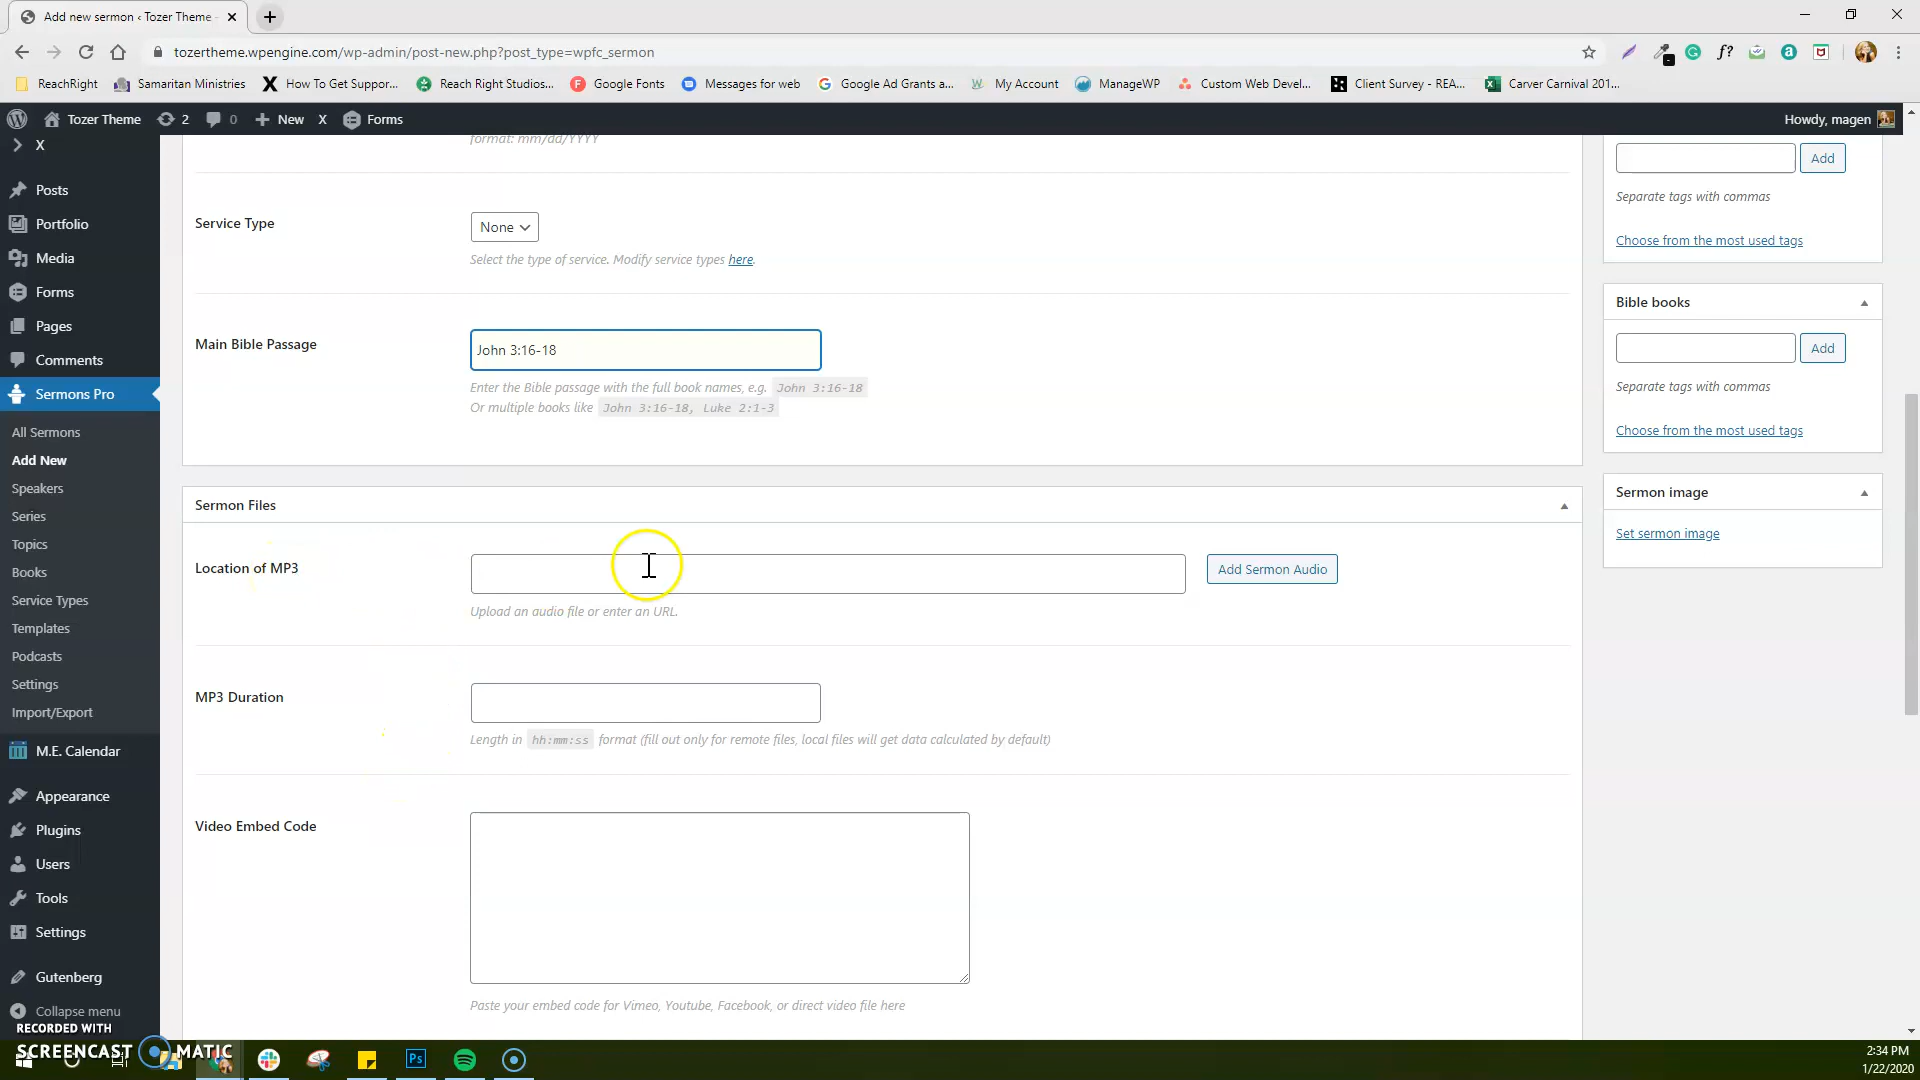 Add new sermon ‹ Tozer Theme -
tozertheme.wpengine.com/wp-admin/post-new.php?post_type=wpfc_sermon
f?
ReachRight
Samaritan Ministries
X How To Get Suppor...
Reach Right Studios...
F Google Fonts
Messages for web
G Google Ad Grants a...
My Account
ManageWP
Custom Web Devel...
Client Survey - REA...
Carver Carnival 201...
Tozer Theme
2
0
New
X
Forms
Howdy, magen
X
Posts
Portfolio
Media
Forms
Pages
Comments
Sermons Pro
All Sermons
Add New
Speakers
Series
Topics
Books
Service Types
Templates
Podcasts
Settings
Import/Export
M.E. Calendar
Appearance
Plugins
Users
Tools
Settings
Gutenberg
Collapse menu
format: mm/dd/YYYY
Service Type
None
Select the type of service. Modify service types here.
Main Bible Passage
John 3:16-18
Enter the Bible passage with the full book names, e.g. John 3:16-18
Or multiple books like John 3:16-18, Luke 2:1-3
Sermon Files
Location of MP3
Add Sermon Audio
Upload an audio file or enter an URL.
MP3 Duration
Length in hh:mm:ss format (fill out only for remote files, local files will get data calculated by default)
Video Embed Code
Paste your embed code for Vimeo, Youtube, Facebook, or direct video file here
Add
Separate tags with commas
Choose from the most used tags
Bible books
Add
Separate tags with commas
Choose from the most used tags
Sermon image
Set sermon image
RECORDED WITH
SCREENCAST MATIC
Ps
2:34 PM
1/22/2020